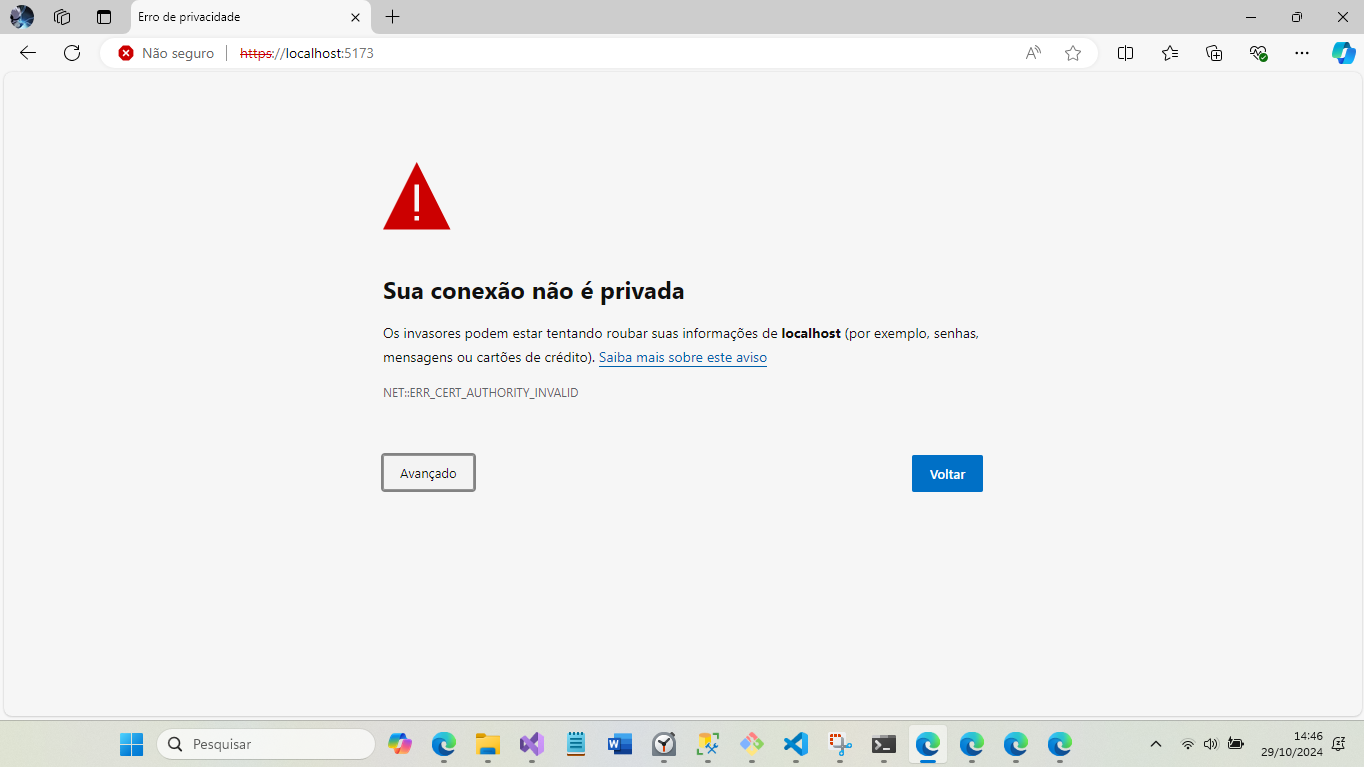 Erro de privacidade
Não seguro
https://localhost:5173
Sua conexão não é privada
Os invasores podem estar tentando roubar suas informações de localhost (por exemplo, senhas,
mensagens ou cartões de crédito). Saiba mais sobre este aviso
NET::ERR_CERT_AUTHORITY_INVALID
Avançado
Voltar
Pesquisar
14:46
29/10/2024